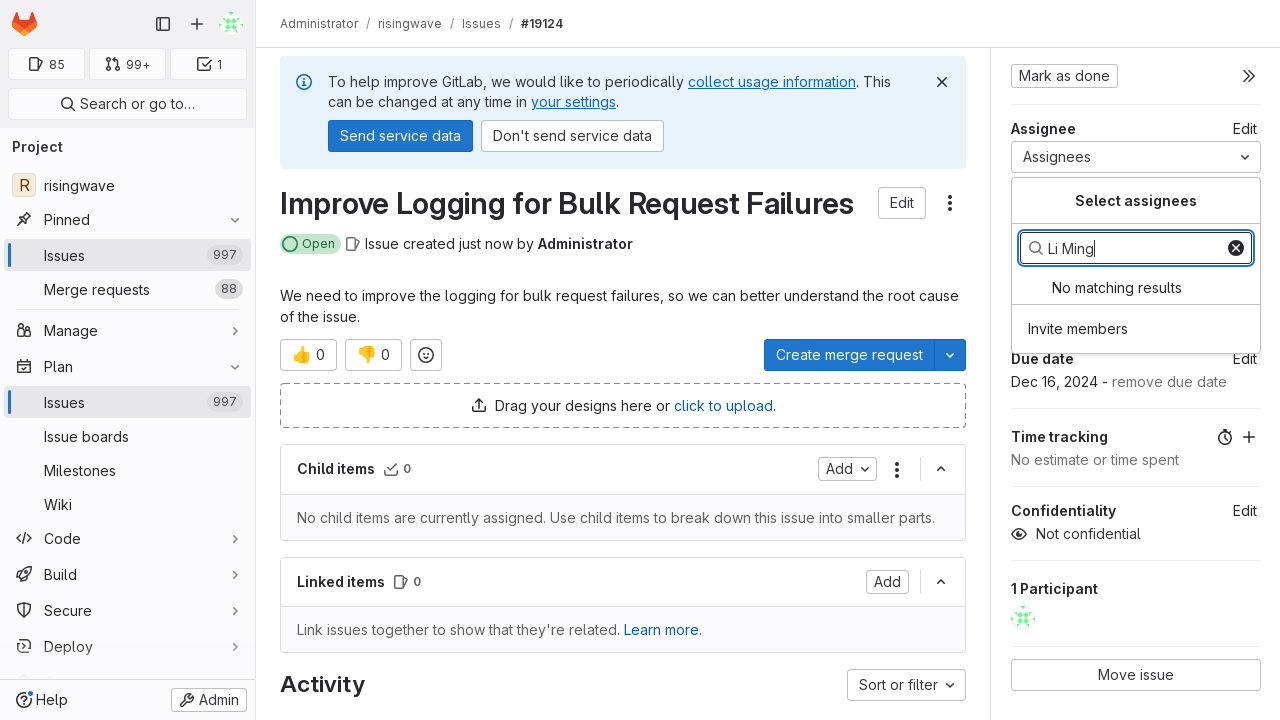 Administrator / risingwave / Issues / #19124
85
99+
1
Search or go to…
Project
R risingwave
Pinned
Issues 997
Merge requests 88
Manage
Plan
Issues 997
Issue boards
Milestones
Wiki
Code
Build
Secure
Deploy
Help
Admin
To help improve GitLab, we would like to periodically collect usage information. This
can be changed at any time in your settings.
Send service data
Don't send service data
Improve Logging for Bulk Request Failures
Edit
Open
Issue created just now by Administrator
We need to improve the logging for bulk request failures, so we can better understand the root cause
of the issue.
👍 0
👎 0
Create merge request
Drag your designs here or click to upload.
Child items 0
Add
No child items are currently assigned. Use child items to break down this issue into smaller parts.
Linked items 0
Add
Link issues together to show that they're related. Learn more.
Activity
Sort or filter
Mark as done
Assignee Edit
Assignees
Select assignees
Li Ming
No matching results
Invite members
Due date Edit
Dec 16, 2024 - remove due date
Time tracking
No estimate or time spent
Confidentiality Edit
Not confidential
1 Participant
Move issue